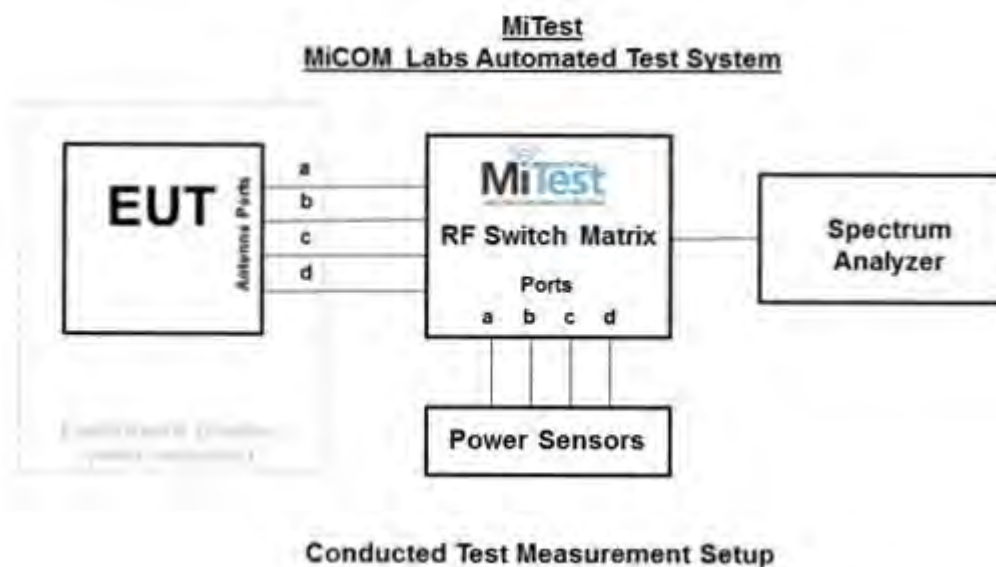 MiTest
MiCOM Labs Automated Test System
EUT
Antenna Ports
a
b
c
d
MiTest
RF Switch Matrix
Ports
a b c d
Spectrum
Analyzer
Power Sensors
Conducted Test Measurement Setup